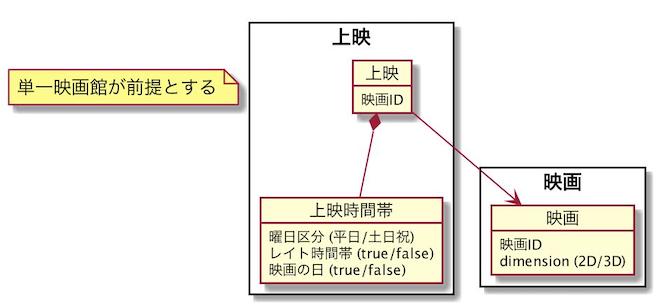 単一映画館が前提とする
上映
上映
映画ID
上映時間帯
曜日区分 (平日/土日祝)
レイト時間帯 (true/false)
映画の日 (true/false)
映画
映画
映画ID
dimension (2D/3D)